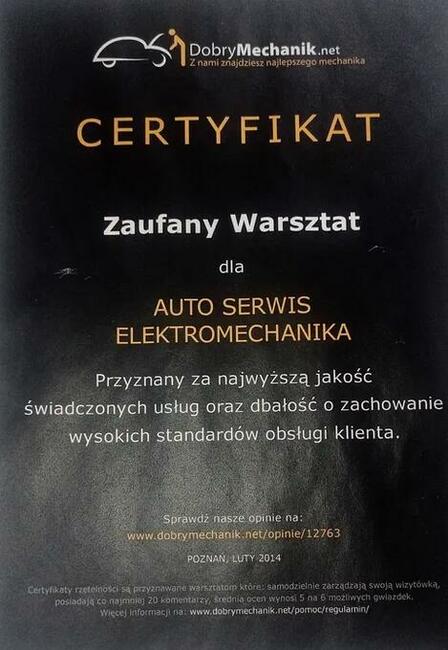 DobryMechanik.net
Z nami znajdziesz najlepszego mechanika
CERTYFIKAT
Zaufany Warsztat
dla
AUTO SERWIS
ELEKTROMECHANIKA
Przyznany za najwyższą jakość
świadczonych usług oraz dbałość o zachowanie
wysokich standardów obsługi klienta.
Sprawdź nasze opinie na:
www.dobrymechanik.net/opinie/12763
POZNAŃ, LUTY 2014
Certyfikaty rzetelności są przyznawane warsztatom które: samodzielnie zarządzają swoją wizytówką,
posiadają co najmniej 20 komentarzy, średnia ocen wynosi 5 na 6 możliwych gwiazdek.
Więcej informacji na: www.dobrymechanik.net/pomoc/regulamin/